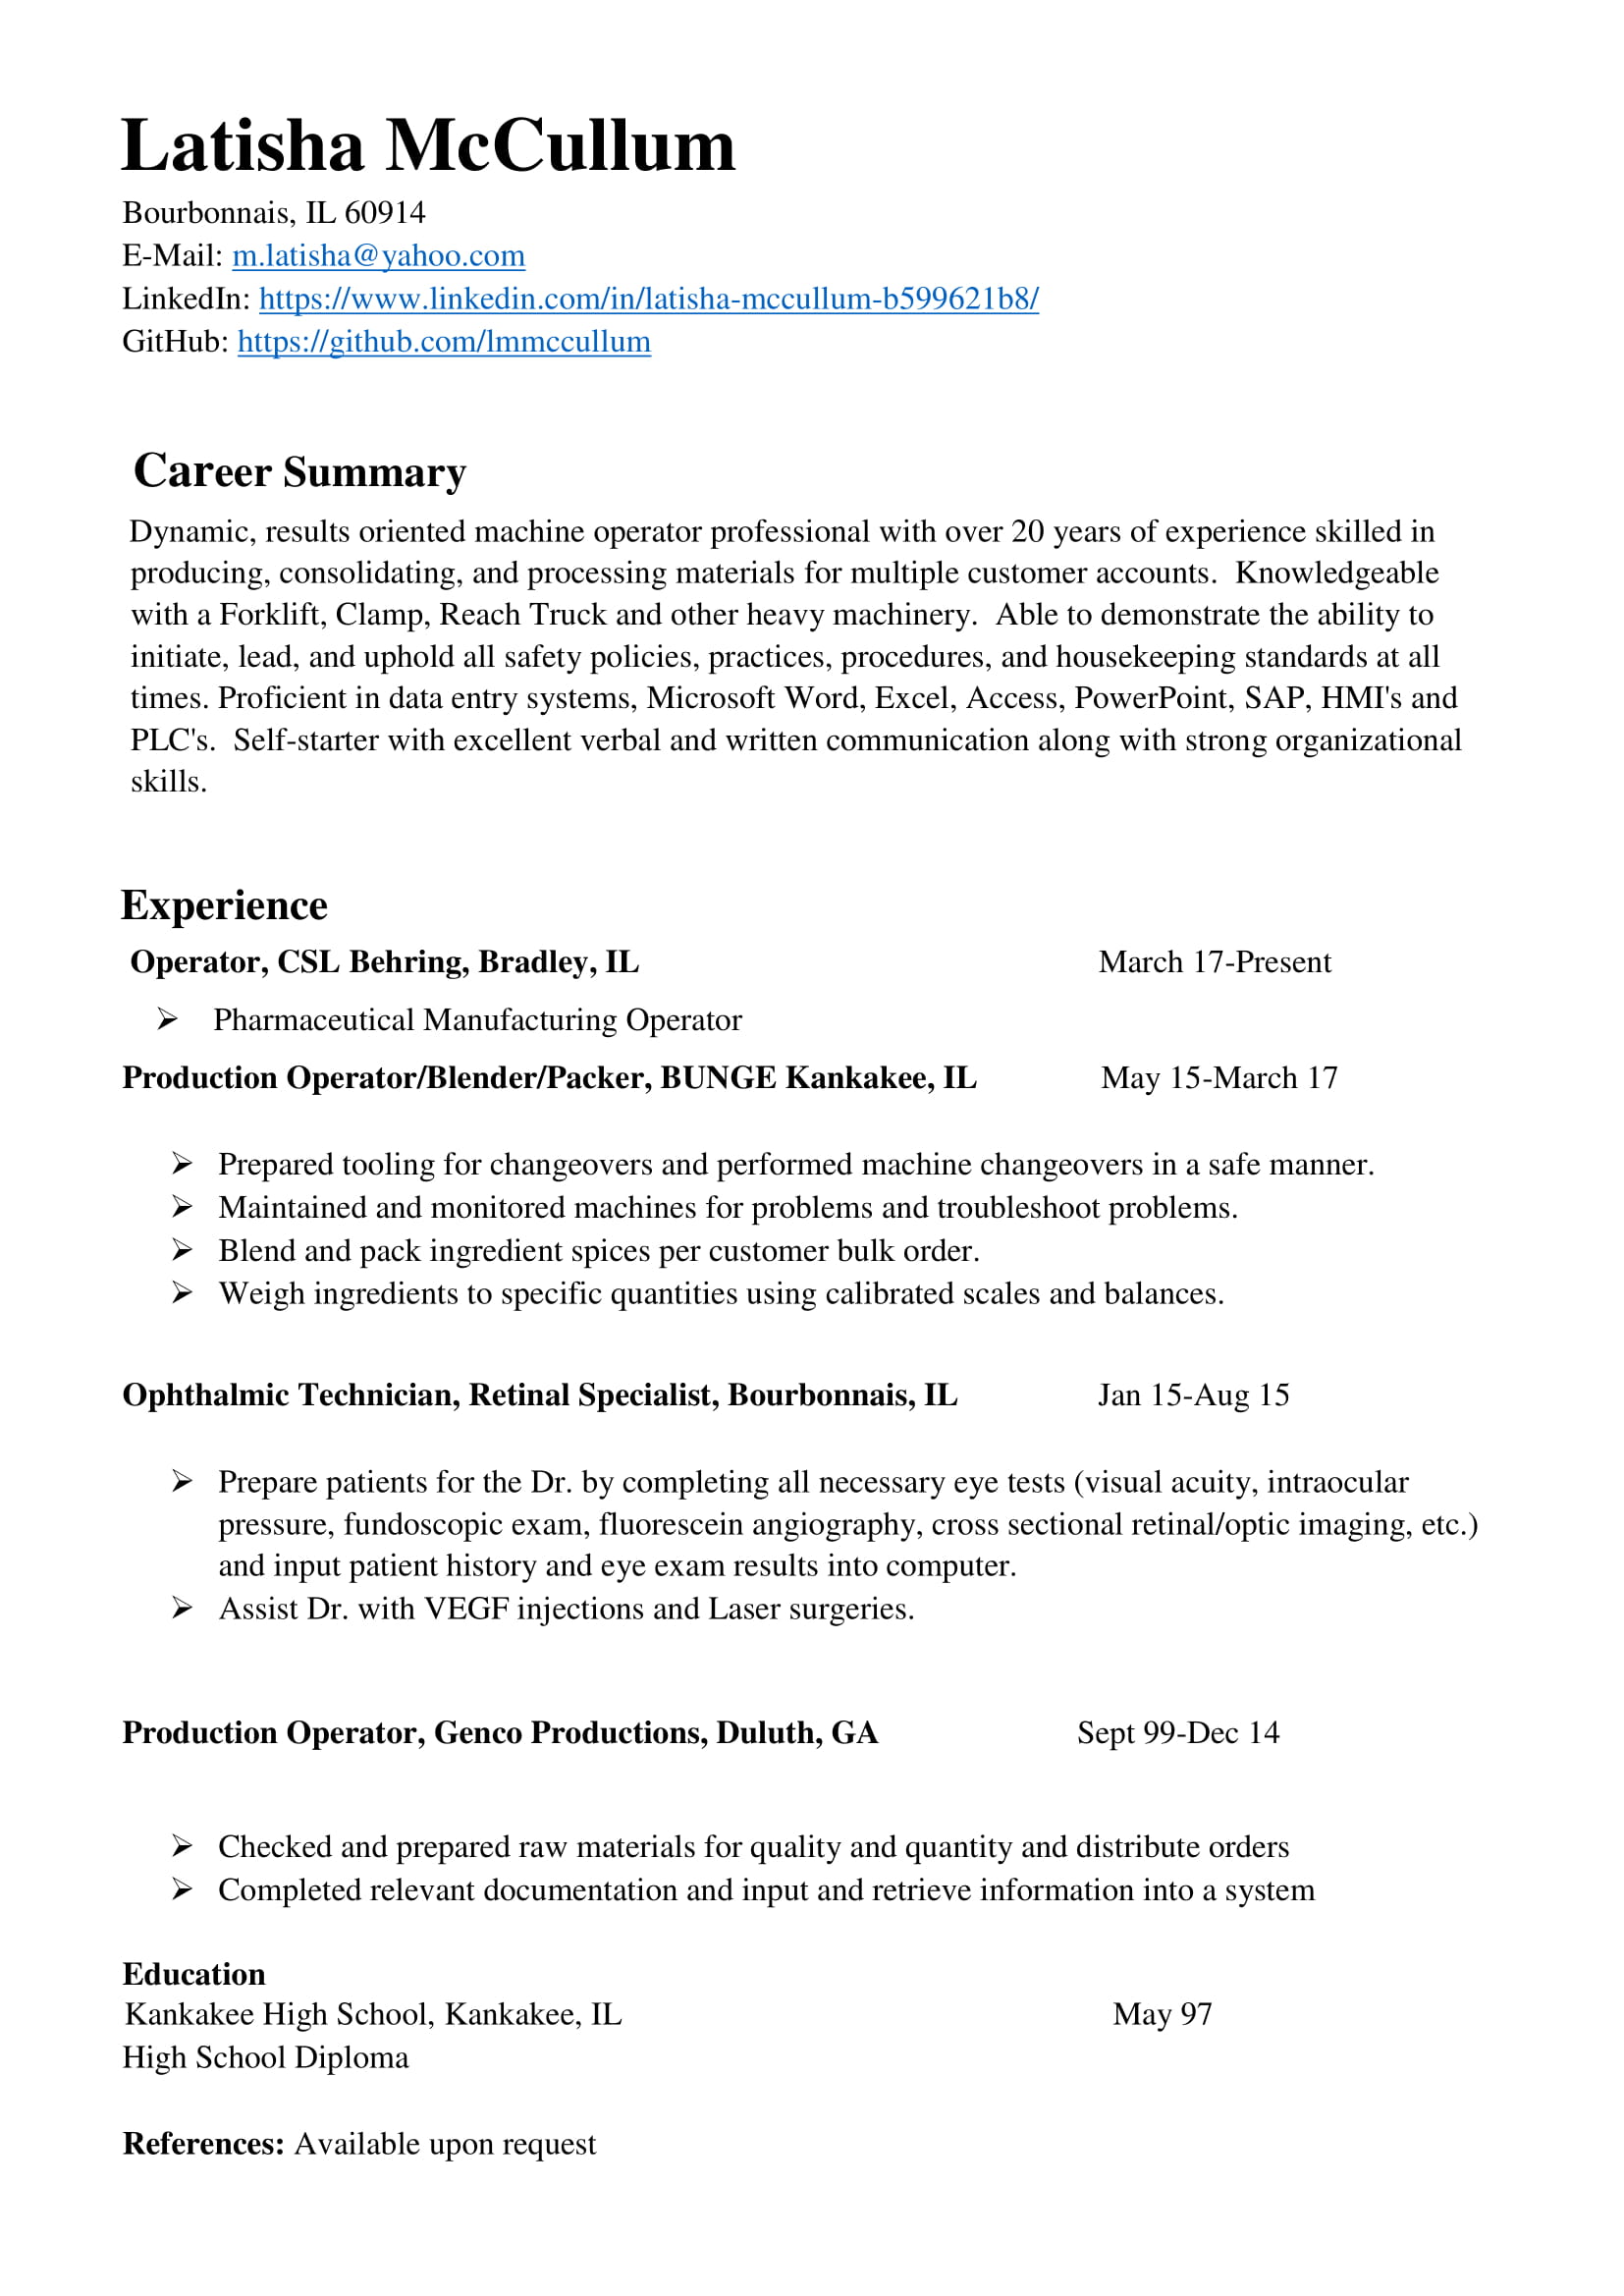 Latisha McCullum
Bourbonnais, IL 60914
E-Mail: m.latisha@yahoo.com
LinkedIn: https://www.linkedin.com/in/latisha-mccullum-b599621b8/
GitHub: https://github.com/lmmccullum
Career Summary
Dynamic, results oriented machine operator professional with over 20 years of experience skilled in
producing, consolidating, and processing materials for multiple customer accounts.  Knowledgeable
with a Forklift, Clamp, Reach Truck and other heavy machinery.  Able to demonstrate the ability to
initiate, lead, and uphold all safety policies, practices, procedures, and housekeeping standards at all
times. Proficient in data entry systems, Microsoft Word, Excel, Access, PowerPoint, SAP, HMI's and
PLC's.  Self-starter with excellent verbal and written communication along with strong organizational
skills.
Experience
Operator, CSL Behring, Bradley, IL March 17-Present
➢ Pharmaceutical Manufacturing Operator
Production Operator/Blender/Packer, BUNGE Kankakee, IL May 15-March 17
➢ Prepared tooling for changeovers and performed machine changeovers in a safe manner.
➢ Maintained and monitored machines for problems and troubleshoot problems.
➢ Blend and pack ingredient spices per customer bulk order.
➢ Weigh ingredients to specific quantities using calibrated scales and balances.
Ophthalmic Technician, Retinal Specialist, Bourbonnais, IL Jan 15-Aug 15
➢ Prepare patients for the Dr. by completing all necessary eye tests (visual acuity, intraocular
pressure, fundoscopic exam, fluorescein angiography, cross sectional retinal/optic imaging, etc.)
and input patient history and eye exam results into computer.
➢ Assist Dr. with VEGF injections and Laser surgeries.
Production Operator, Genco Productions, Duluth, GA Sept 99-Dec 14
➢ Checked and prepared raw materials for quality and quantity and distribute orders
➢ Completed relevant documentation and input and retrieve information into a system
Education
Kankakee High School, Kankakee, IL May 97
High School Diploma
References: Available upon request